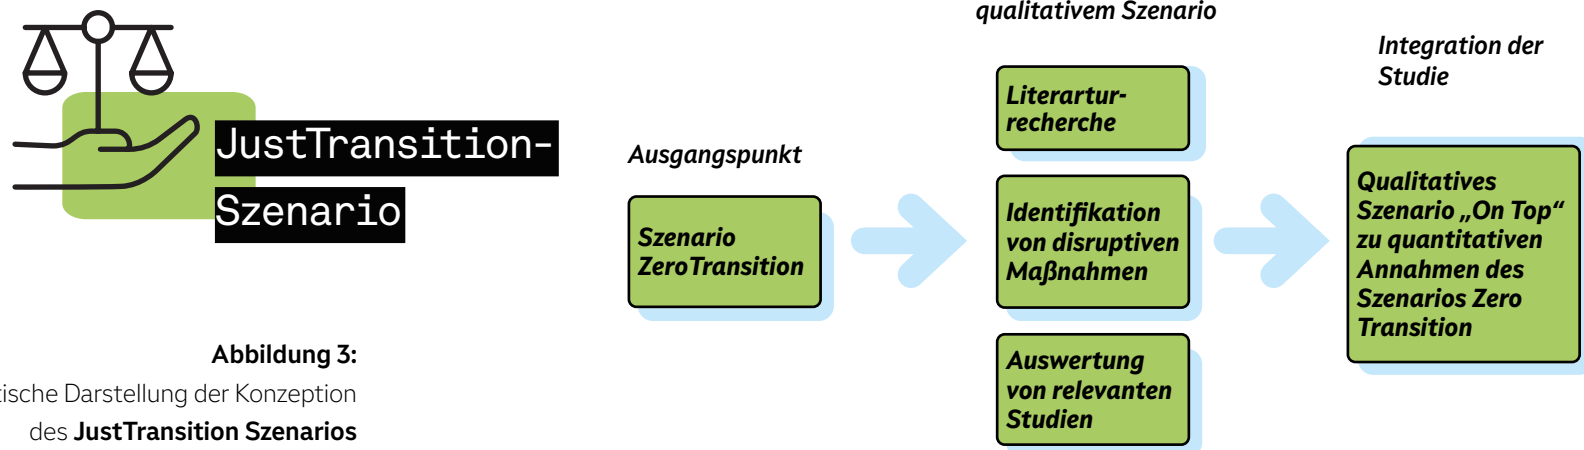 JustTransition-
Szenario
Abbildung 3:
tische Darstellung der Konzeption
des JustTransition Szenarios
Ausgangspunkt
Szenario
ZeroTransition
qualitativem Szenario
Literartur-
recherche
Identifikation
von disruptiven
Maßnahmen
Auswertung
von relevanten
Studien
Integration der
Studie
Qualitatives
Szenario „On Top“
zu quantitativen
Annahmen des
Szenarios Zero
Transition